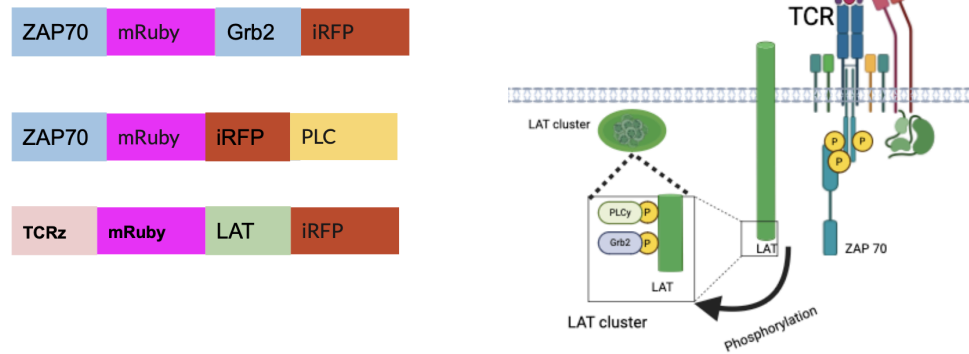 ZAP70 mRuby Grb2 iRFP
ZAP70 mRuby iRFP PLC
TCRz mRuby LAT iRFP
TCR
LAT cluster
P
P
P
PLCy P
Grb2 P
LAT
LAT
ZAP 70
LAT cluster
Phosphorylation